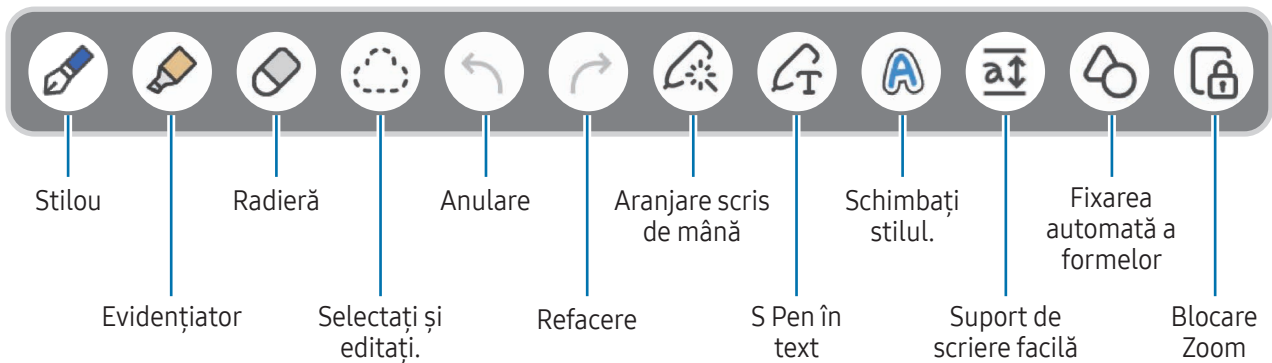 Stilou
Radieră
Anulare
Aranjare scris
de mână
Schimbați
stilul.
Fixarea
automată a
formelor
Evidențiator
Selectați și
editați.
Refacere
S Pen în
text
Suport de
scriere facilă
Blocare
Zoom